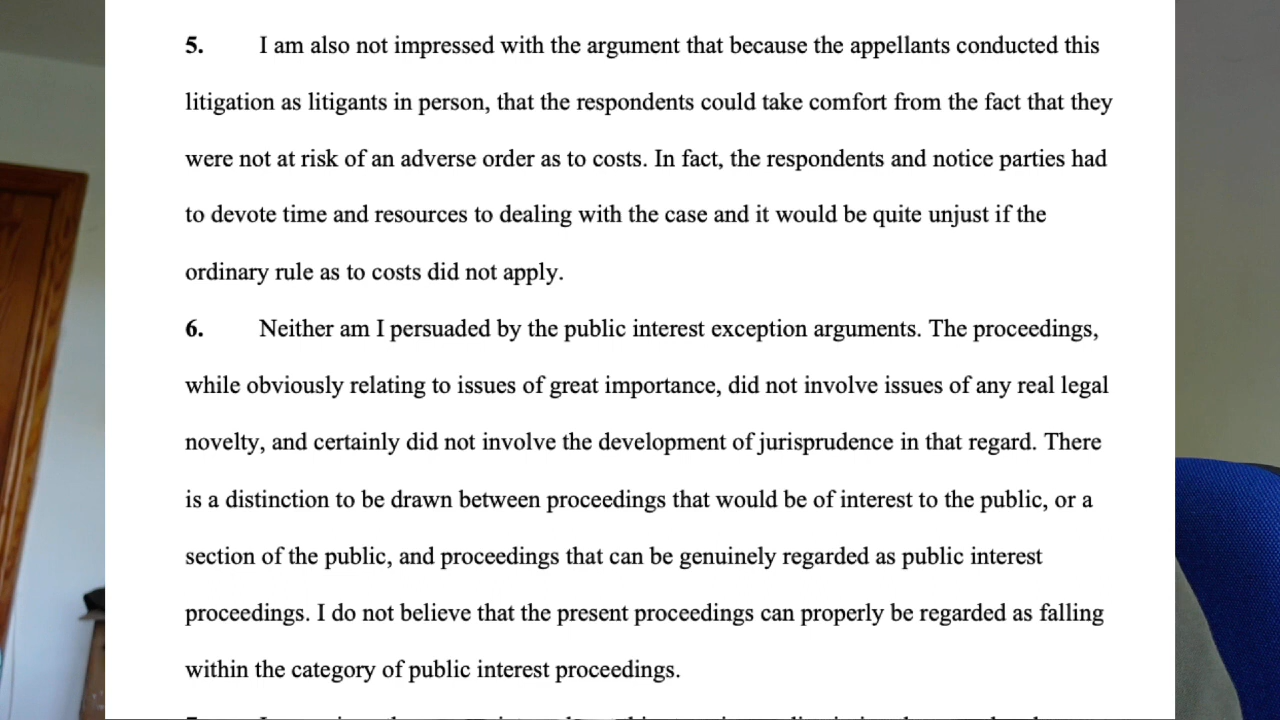 5. I am also not impressed with the argument that because the appellants conducted this
litigation as litigants in person, that the respondents could take comfort from the fact that they
were not at risk of an adverse order as to costs. In fact, the respondents and notice parties had
to devote time and resources to dealing with the case and it would be quite unjust if the
ordinary rule as to costs did not apply.
6. Neither am I persuaded by the public interest exception arguments. The proceedings,
while obviously relating to issues of great importance, did not involve issues of any real legal
novelty, and certainly did not involve the development of jurisprudence in that regard. There
is a distinction to be drawn between proceedings that would be of interest to the public, or a
section of the public, and proceedings that can be genuinely regarded as public interest
proceedings. I do not believe that the present proceedings can properly be regarded as falling
within the category of public interest proceedings.